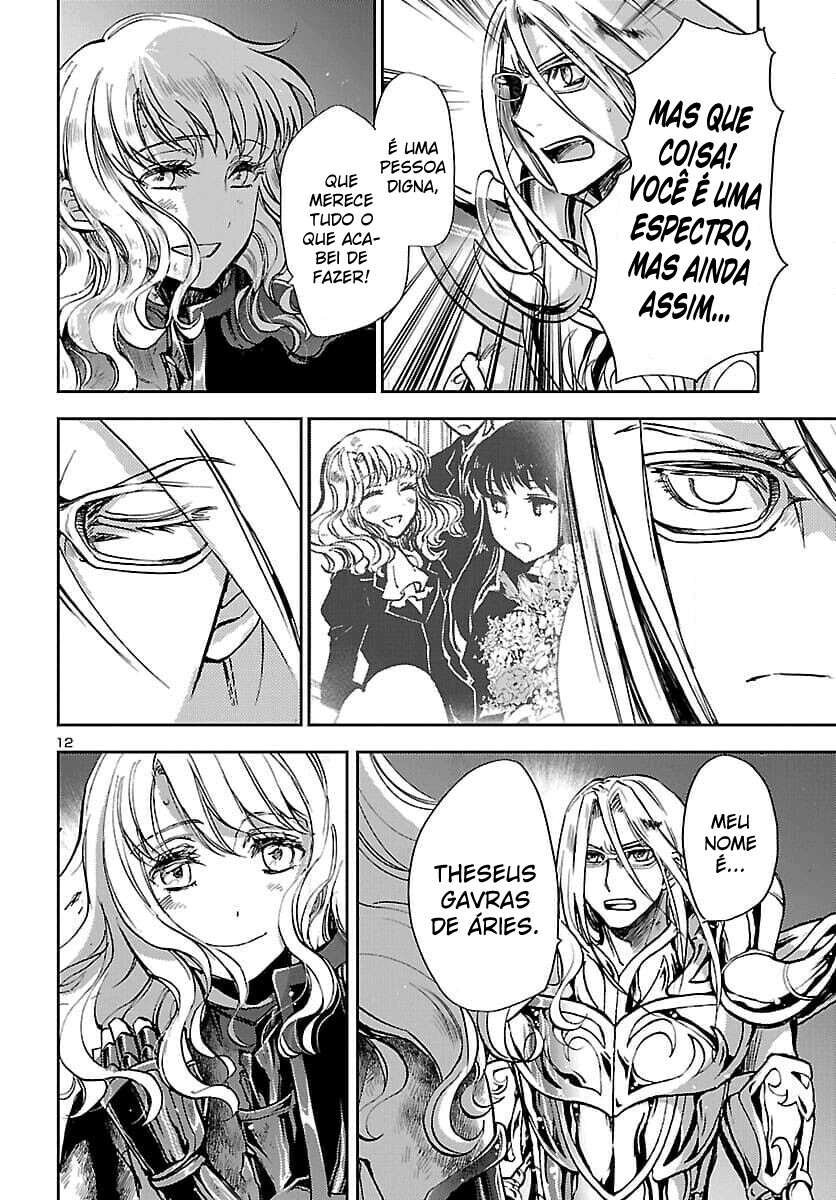 MAS QUE
COISA!
VOCÊ É UMA
ESPECTRO,
MAS AINDA
ASSIM...
É UMA
PESSOA
DIGNA,
QUE
MERECE
TUDO O
QUE ACA-
BEI DE
FAZER!
12
MEU
NOME
É...
THESEUS
GAVRAS
DE ÁRIES.